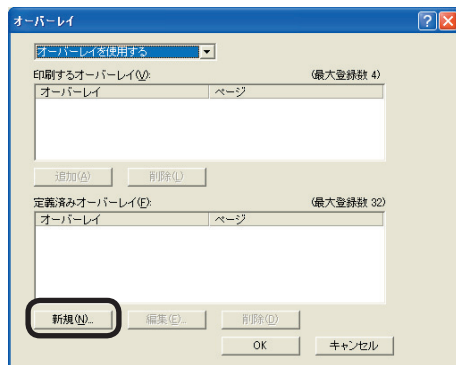 オーバーレイ
オーバーレイを使用する
印刷するオーバーレイ(V): (最大登録数 4)
オーバーレイ ページ
追加(A) 削除(L)
定義済みオーバーレイ(F): (最大登録数 32)
オーバーレイ ページ
新規(N)... 編集(E)... 削除(D)
OK キャンセル